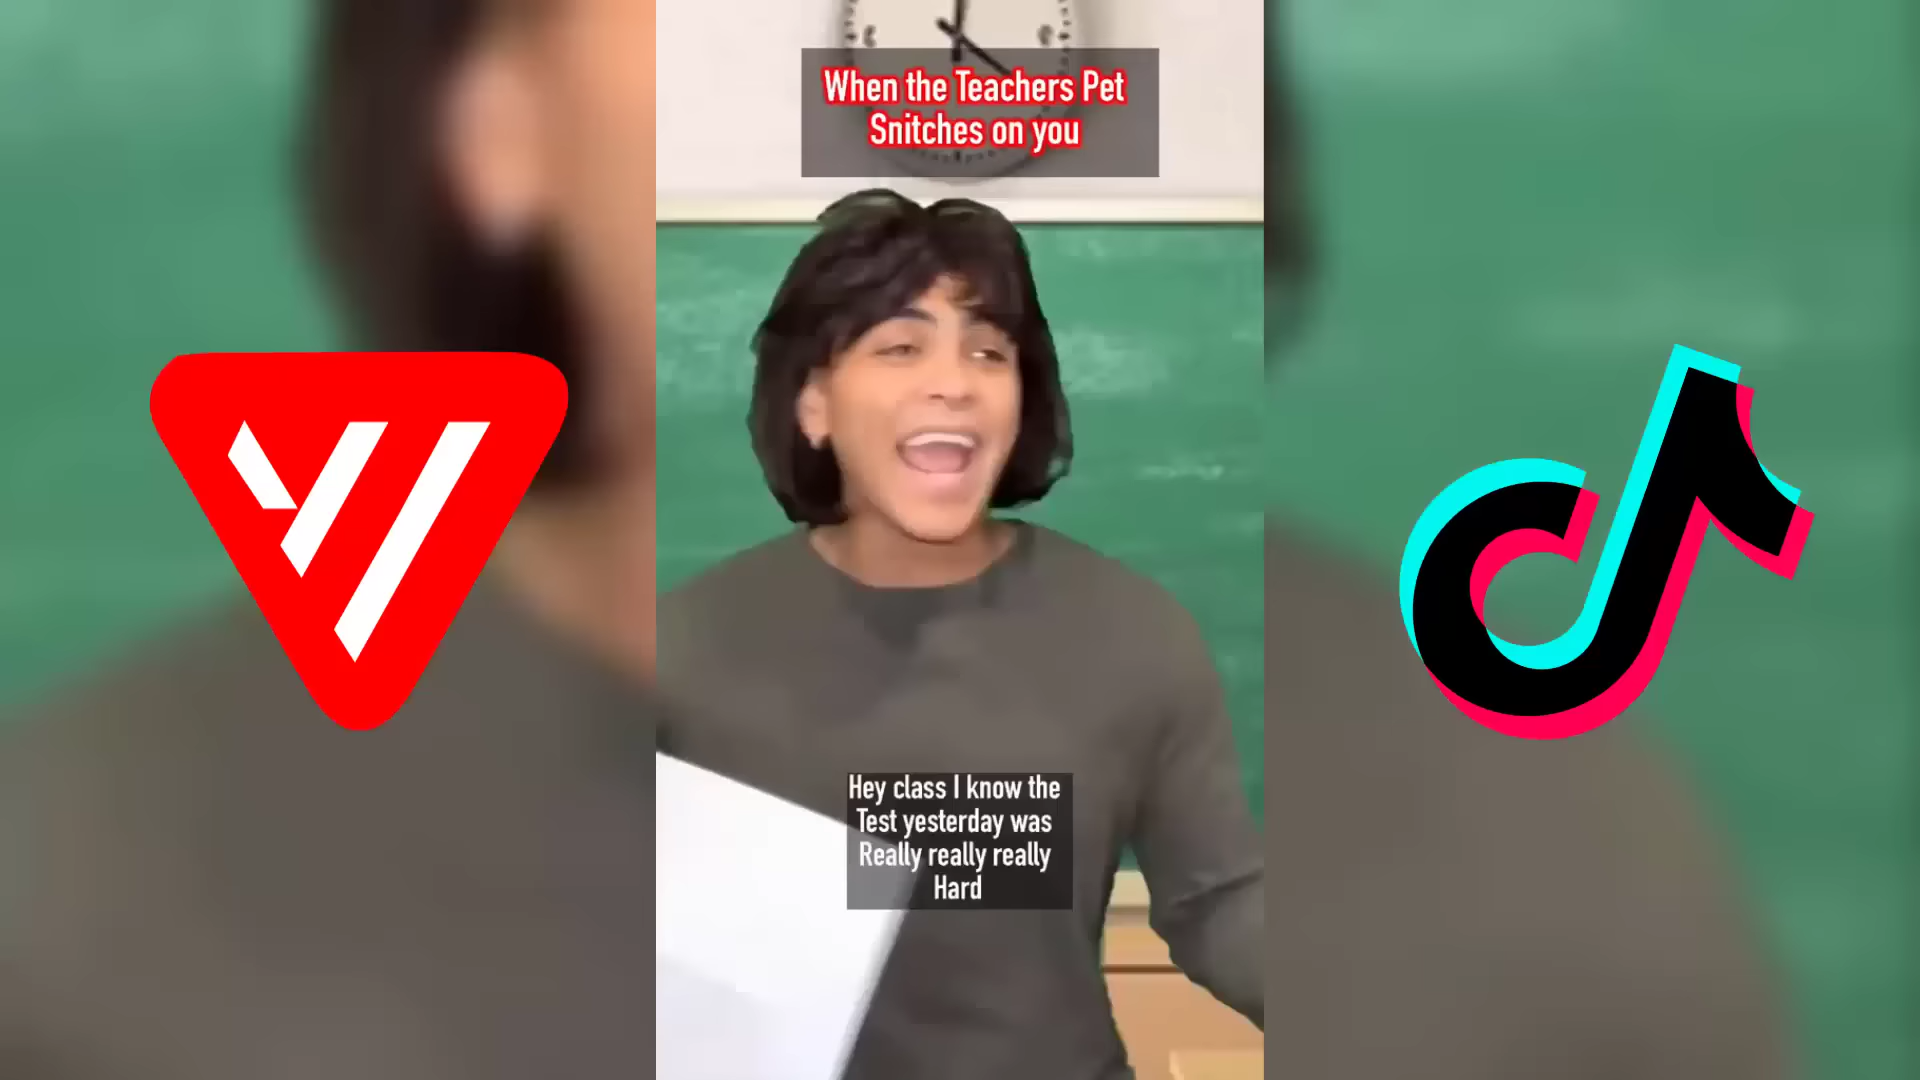 When the Teachers Pet
Snitches on you
Hey class I know the
Test yesterday was
Really really really
Hard